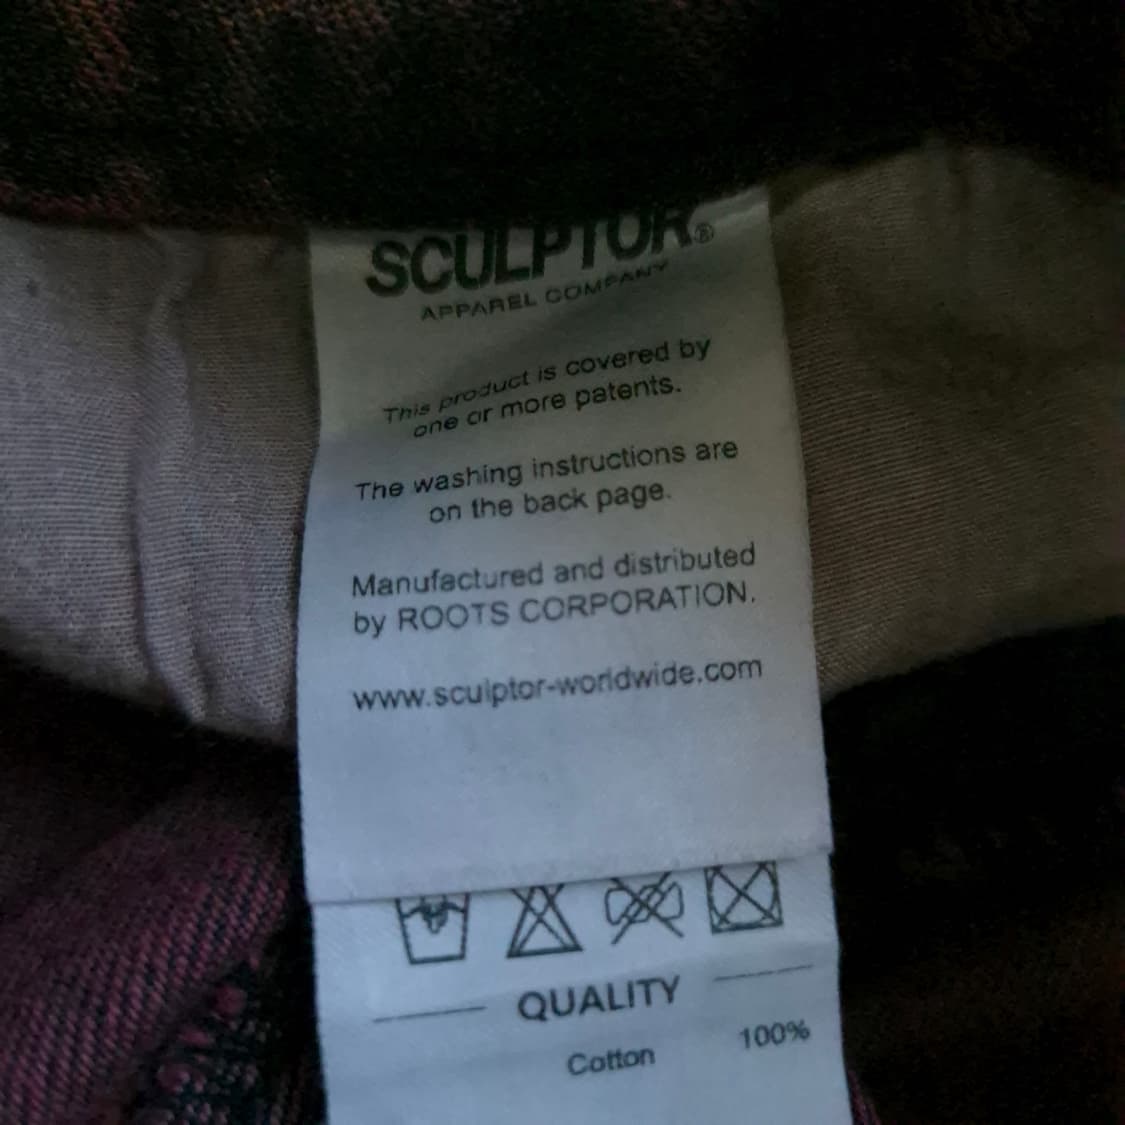 SCULPTOR®
APPAREL COMPANY
This product is covered by
one or more patents.
The washing instructions are
on the back page.
Manufactured and distributed
by ROOTS CORPORATION.
www.sculptor-worldwide.com
QUALITY
Cotton 100%